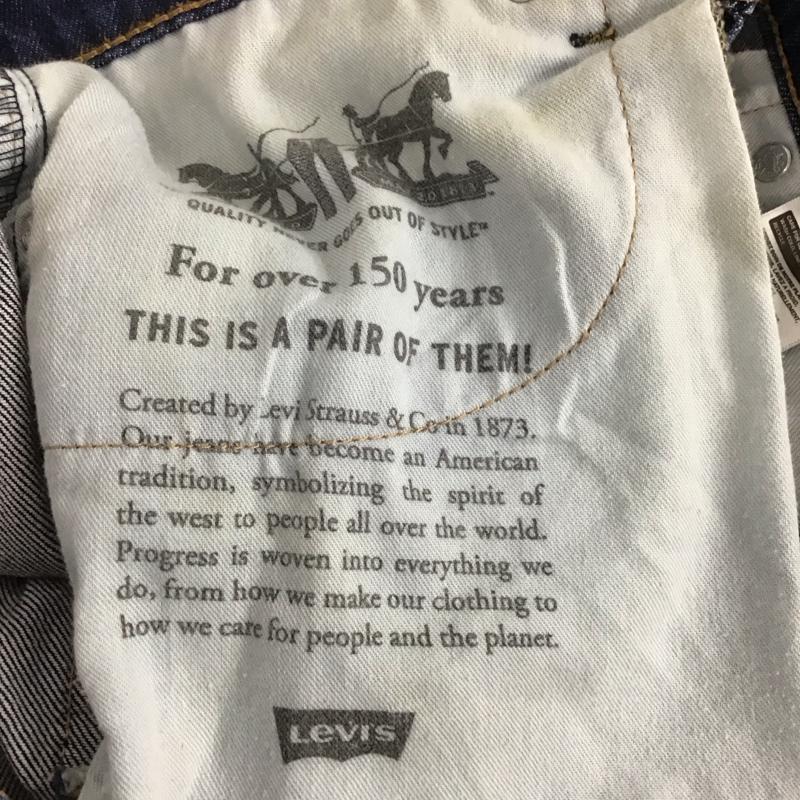 QUALITY NEVER GOES OUT OF STYLE™
For over 150 years
THIS IS A PAIR OF THEM!
Created by Levi Strauss & Co in 1873.
Our jeans have become an American
tradition, symbolizing the spirit of
the west to people all over the world.
Progress is woven into everything we
do, from how we make our clothing to
how we care for people and the planet.
LEVI'S